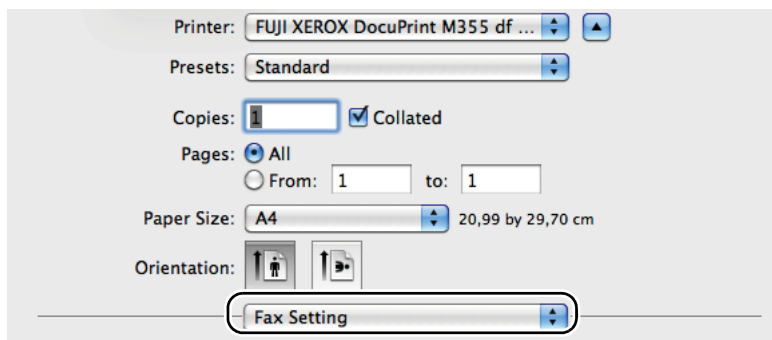 Printer: FUJI XEROX DocuPrint M355 df ...
Presets: Standard
Copies: 1 Collated
Pages: All
From: 1 to: 1
Paper Size: A4 20,99 by 29,70 cm
Orientation:
Fax Setting